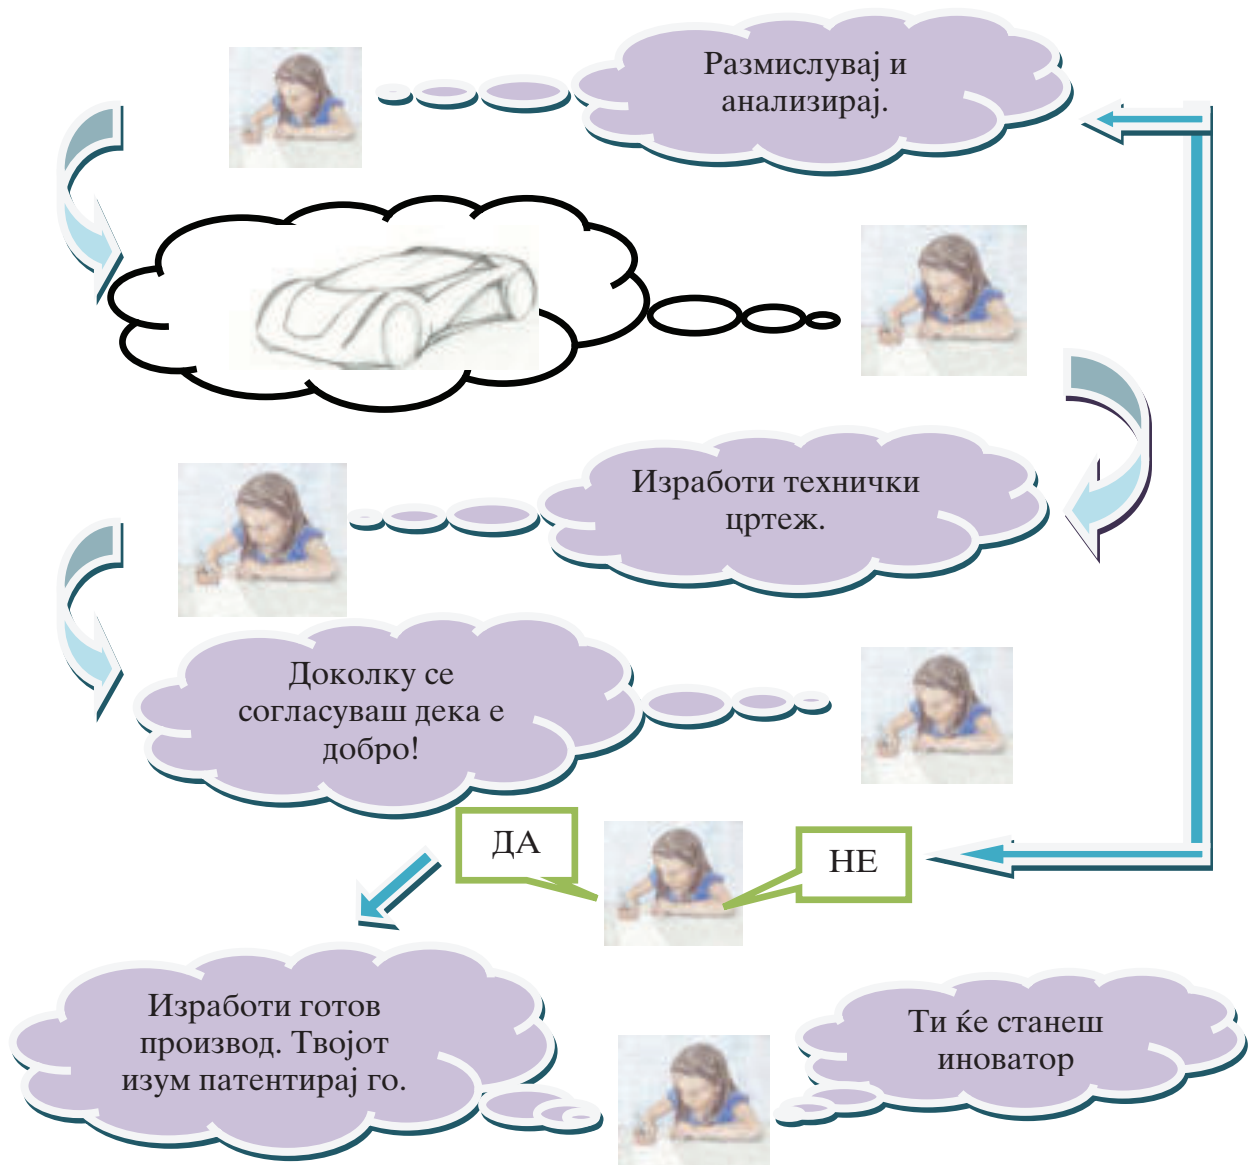 Размислувај и
анализирај.
Изработи технички
цртеж.
Доколку се
согласуваш дека е
добро!
ДА
НЕ
Изработи готов
производ. Твојот
изум патентирај го.
Ти ќе станеш
иноватор